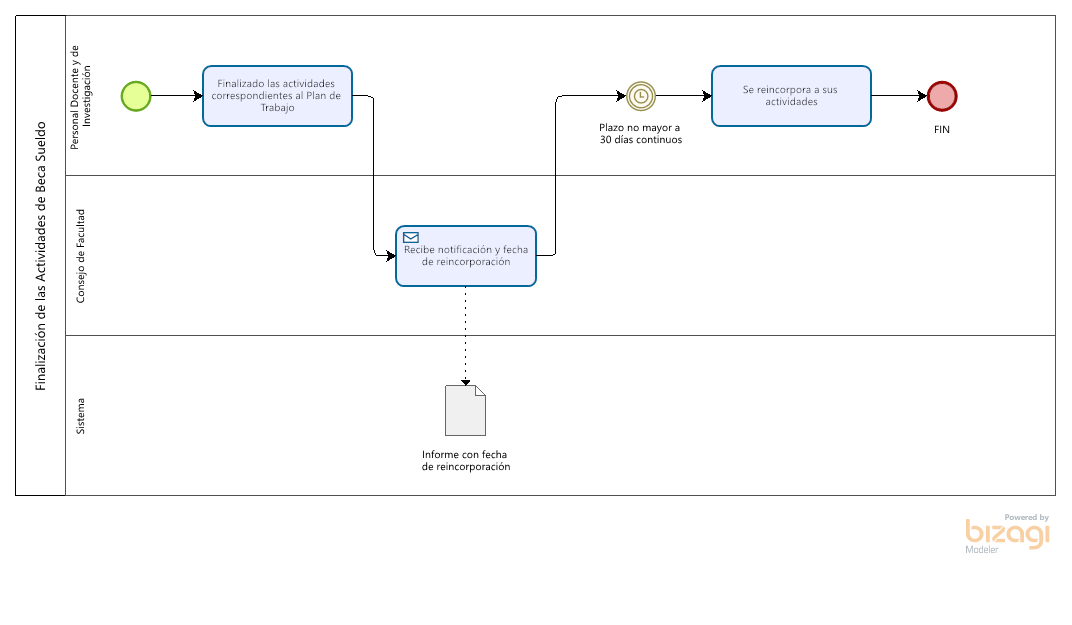 Finalización de las Actividades de Beca Sueldo
Personal Docente y de
Investigación
Finalizado las actividades
correspondientes al Plan de
Trabajo
Plazo no mayor a
30 días continuos
Se reincorpora a sus
actividades
FIN
Consejo de Facultad
Recibe notificación y fecha
de reincorporación
Sistema
Informe con fecha
de reincorporación
Powered by
bizagi
Modeler